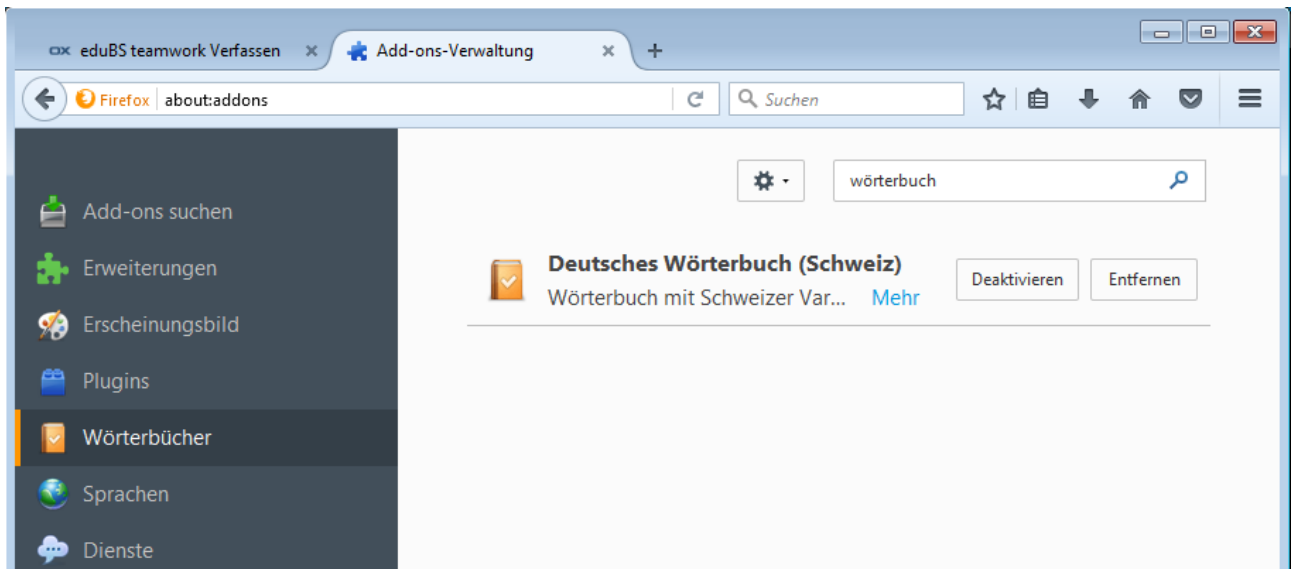 OX eduBS teamwork Verfassen
Add-ons-Verwaltung
Firefox about:addons
Suchen
wörterbuch
Add-ons suchen
Erweiterungen
Erscheinungsbild
Plugins
Wörterbücher
Sprachen
Dienste
Deutsches Wörterbuch (Schweiz)
Wörterbuch mit Schweizer Var... Mehr
Deaktivieren
Entfernen